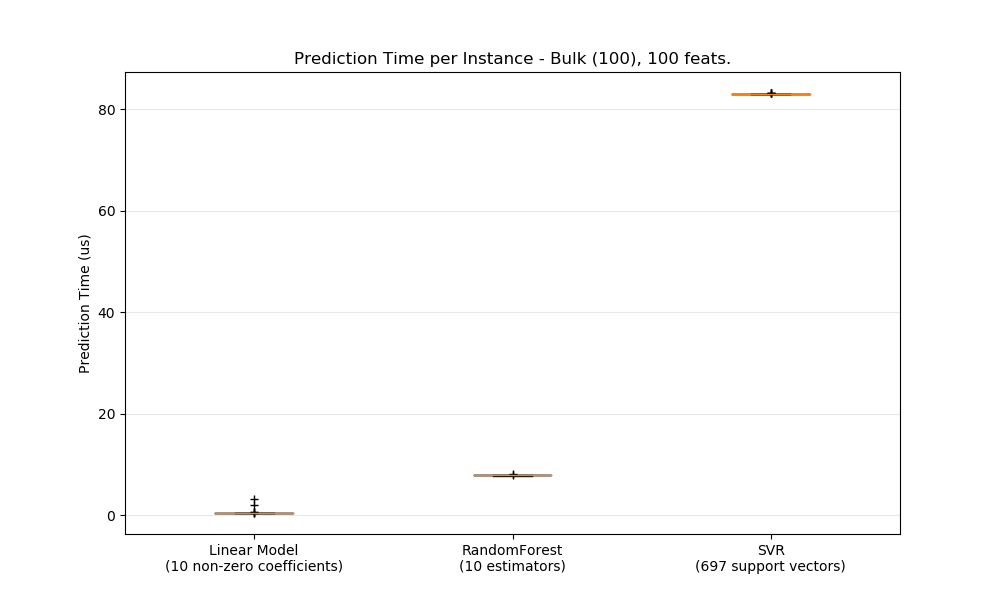 Prediction Time per Instance - Bulk (100), 100 feats.
Prediction Time (us)
80
60
40
20
0
Linear Model
(10 non-zero coefficients)
RandomForest
(10 estimators)
SVR
(697 support vectors)